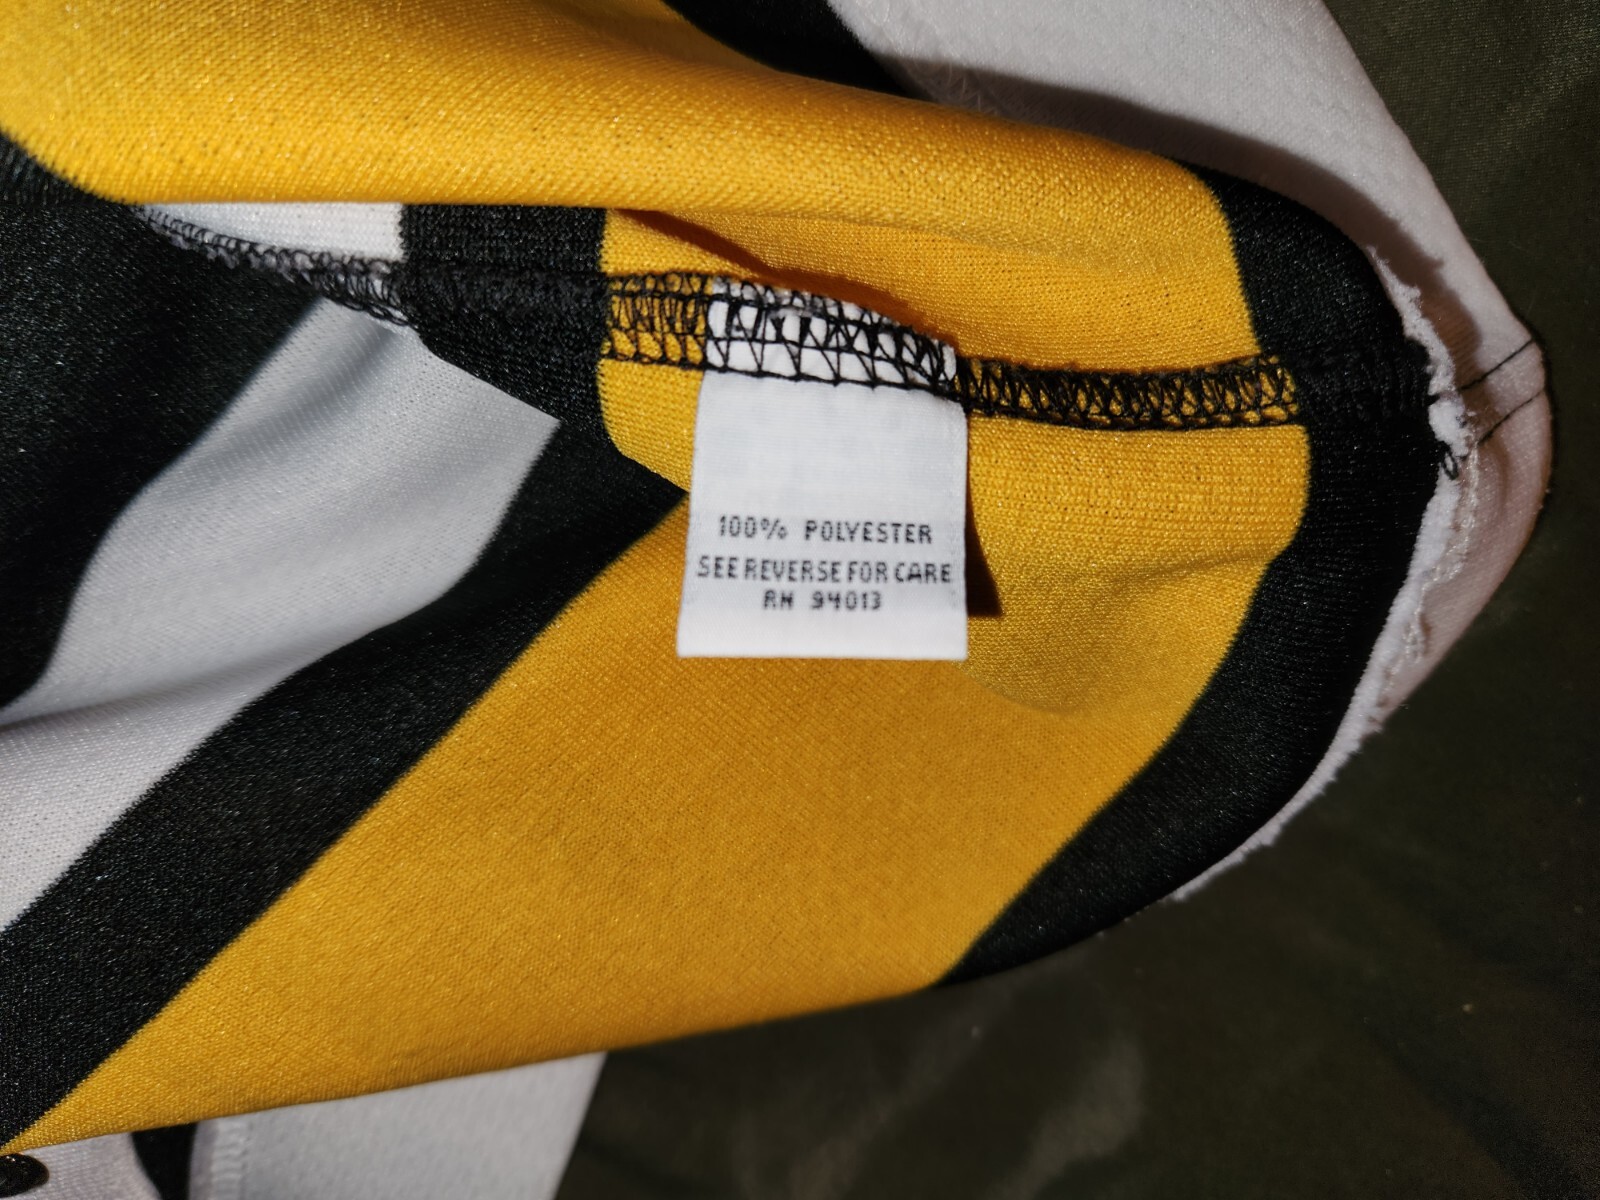 100% POLYESTER
SEE REVERSE FOR CARE
RN 94013